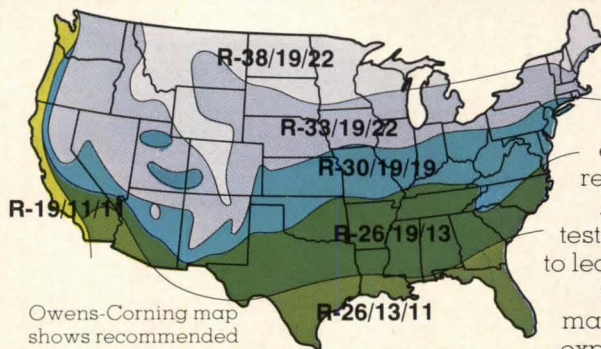 R-38/19/22
R-33/19/22
R-30/19/19
R-19/11/11
R-26/19/13
R-26/13/11
Owens-Corning map
shows recommended
re
test
to lea
ma
exp